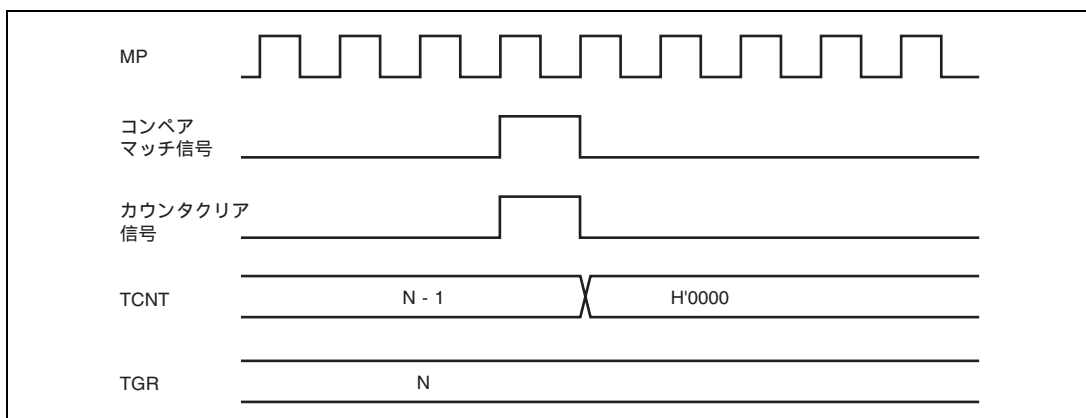 MP
コンペア
マッチ信号
カウンタクリア
信号
TCNT
N - 1
H'0000
TGR
N